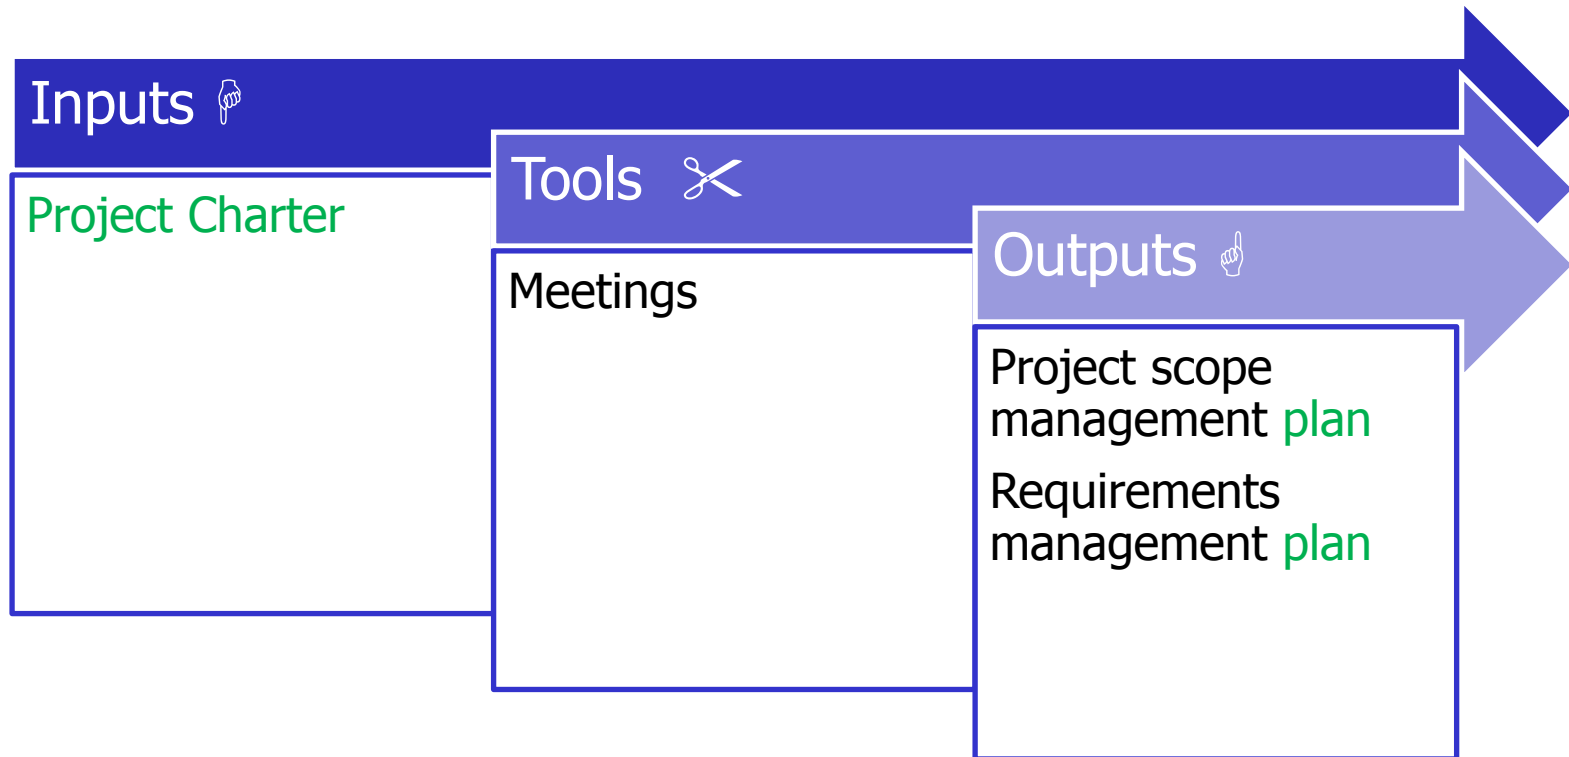 Inputs ☟
Project Charter
Tools ✂
Meetings
Outputs ☝
Project scope
management plan
Requirements
management plan